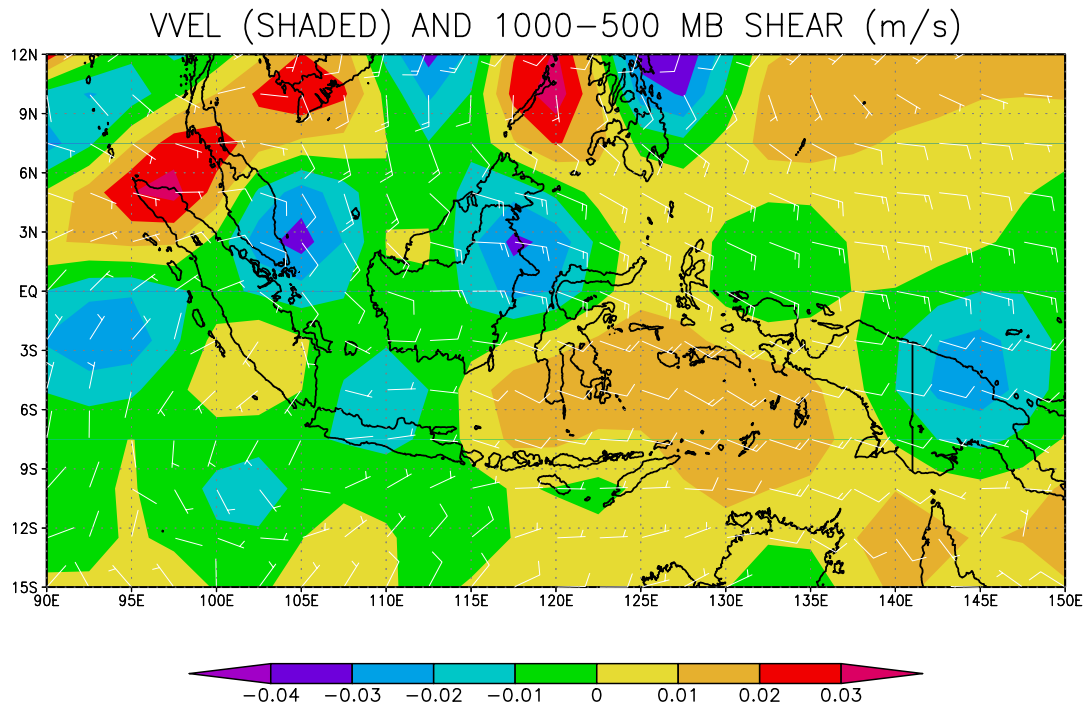 VVEL (SHADED) AND 1000−500 MB SHEAR (m/s)
12N
9N
6N
3N
EQ
3S
6S
9S
12S
15S
90E 95E 100E 105E 110E 115E 120E 125E 130E 135E 140E 145E 150E
−0.04 −0.03 −0.02 −0.01 0 0.01 0.02 0.03